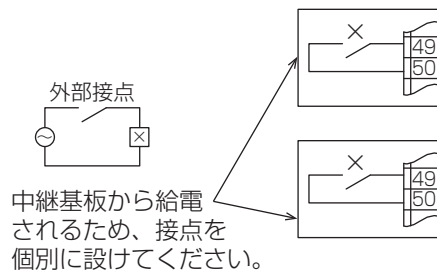 外部接点
×
49
50
×
49
50
中継基板から給電
されるため、接点を
個別に設けてください。